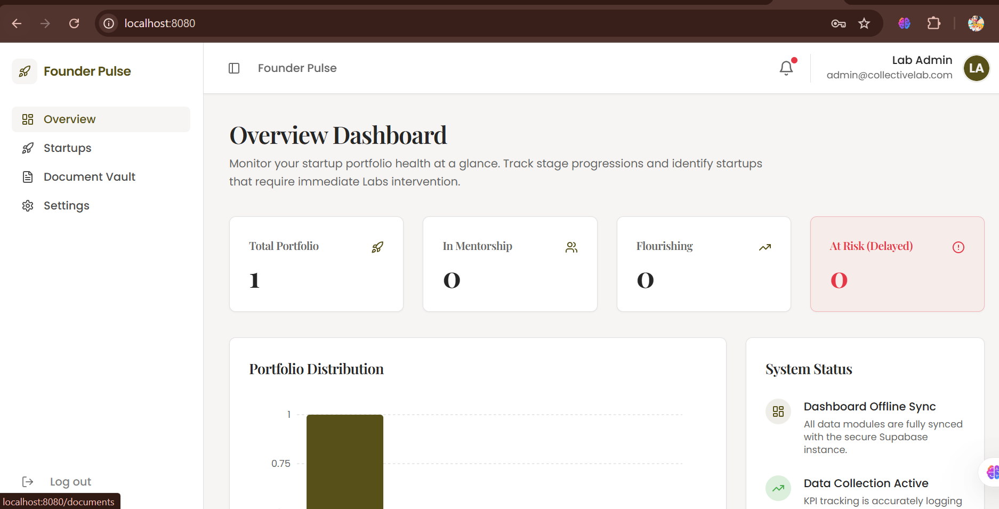 localhost:8080
Founder Pulse
Overview
Startups
Document Vault
Settings
Log out
localhost:8080/documents
Founder Pulse
Lab Admin
admin@collectivelab.com
LA
Overview Dashboard
Monitor your startup portfolio health at a glance. Track stage progressions and identify startups
that require immediate Labs intervention.
Total Portfolio
1
In Mentorship
0
Flourishing
0
At Risk (Delayed)
0
Portfolio Distribution
1
0.75
System Status
Dashboard Offline Sync
All data modules are fully synced
with the secure Supabase
instance.
Data Collection Active
KPI tracking is accurately logging